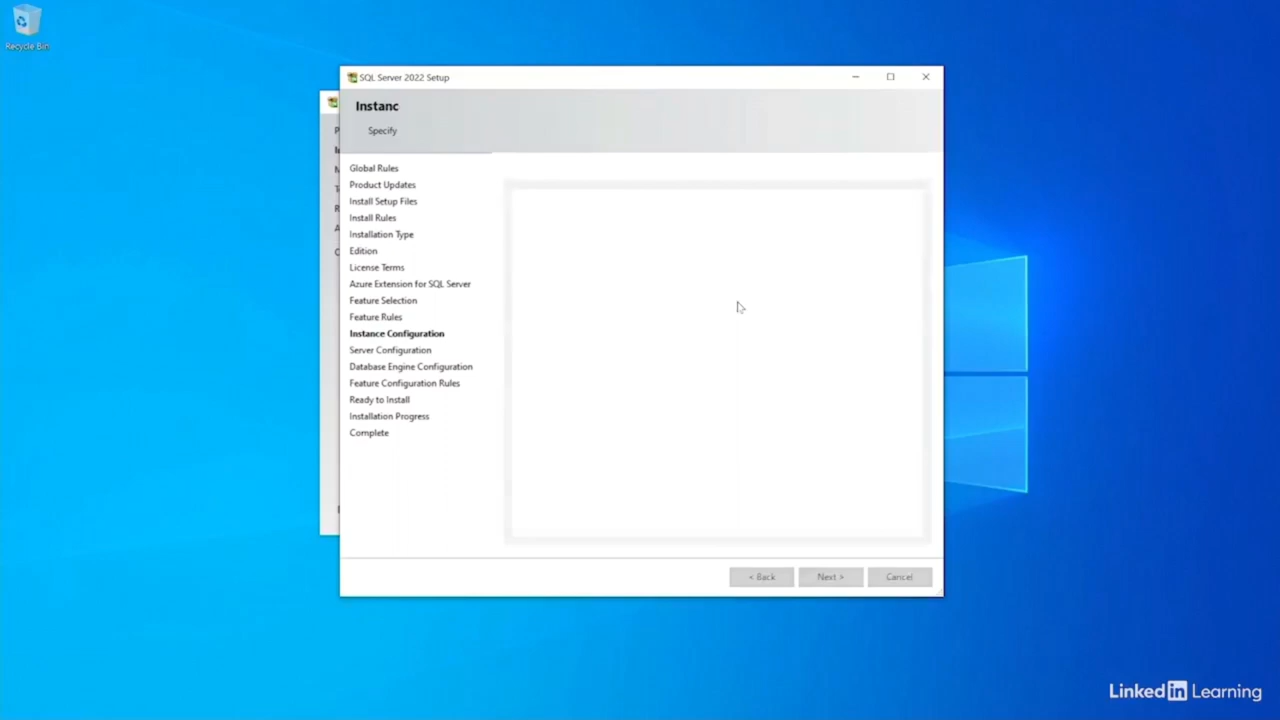 Recycle Bin
SQL Server 2022 Setup
Instanc
Specify
Global Rules
Product Updates
Install Setup Files
Install Rules
Installation Type
Edition
License Terms
Azure Extension for SQL Server
Feature Selection
Feature Rules
Instance Configuration
Server Configuration
Database Engine Configuration
Feature Configuration Rules
Ready to Install
Installation Progress
Complete
< Back
Next >
Cancel
LinkedIn Learning